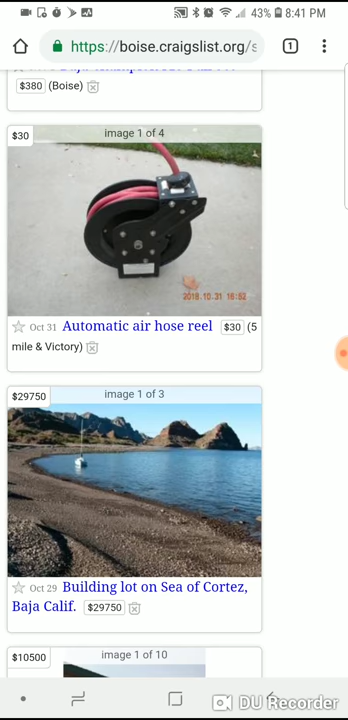 43% 8:41 PM
https://boise.craigslist.org/s
1
$380 (Boise)
$30
image 1 of 4
2018.10.31 16:52
Oct 31 Automatic air hose reel $30 (5
mile & Victory)
$29750
image 1 of 3
Oct 29 Building lot on Sea of Cortez,
Baja Calif. $29750
$10500
image 1 of 10
DU Recorder